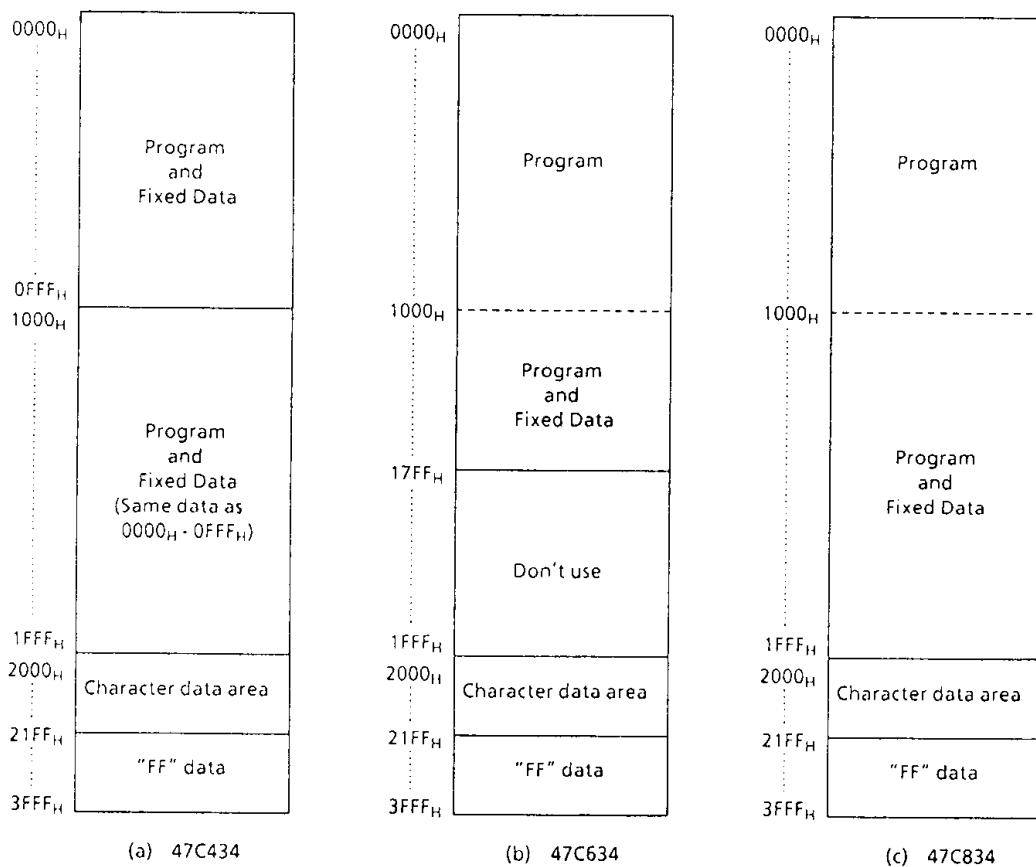 0000H
Program
and
Fixed Data
0FFFH
1000H
Program
and
Fixed Data
(Same data as
0000H - 0FFFH)
1FFFH
2000H
Character data area
21FFH
"FF" data
3FFFH
(a) 47C434
0000H
Program
1000H
Program
and
Fixed Data
17FFH
Don't use
1FFFH
2000H
Character data area
21FFH
"FF" data
3FFFH
(b) 47C634
0000H
Program
1000H
Program
and
Fixed Data
1FFFH
2000H
Character data area
21FFH
"FF" data
3FFFH
(c) 47C834